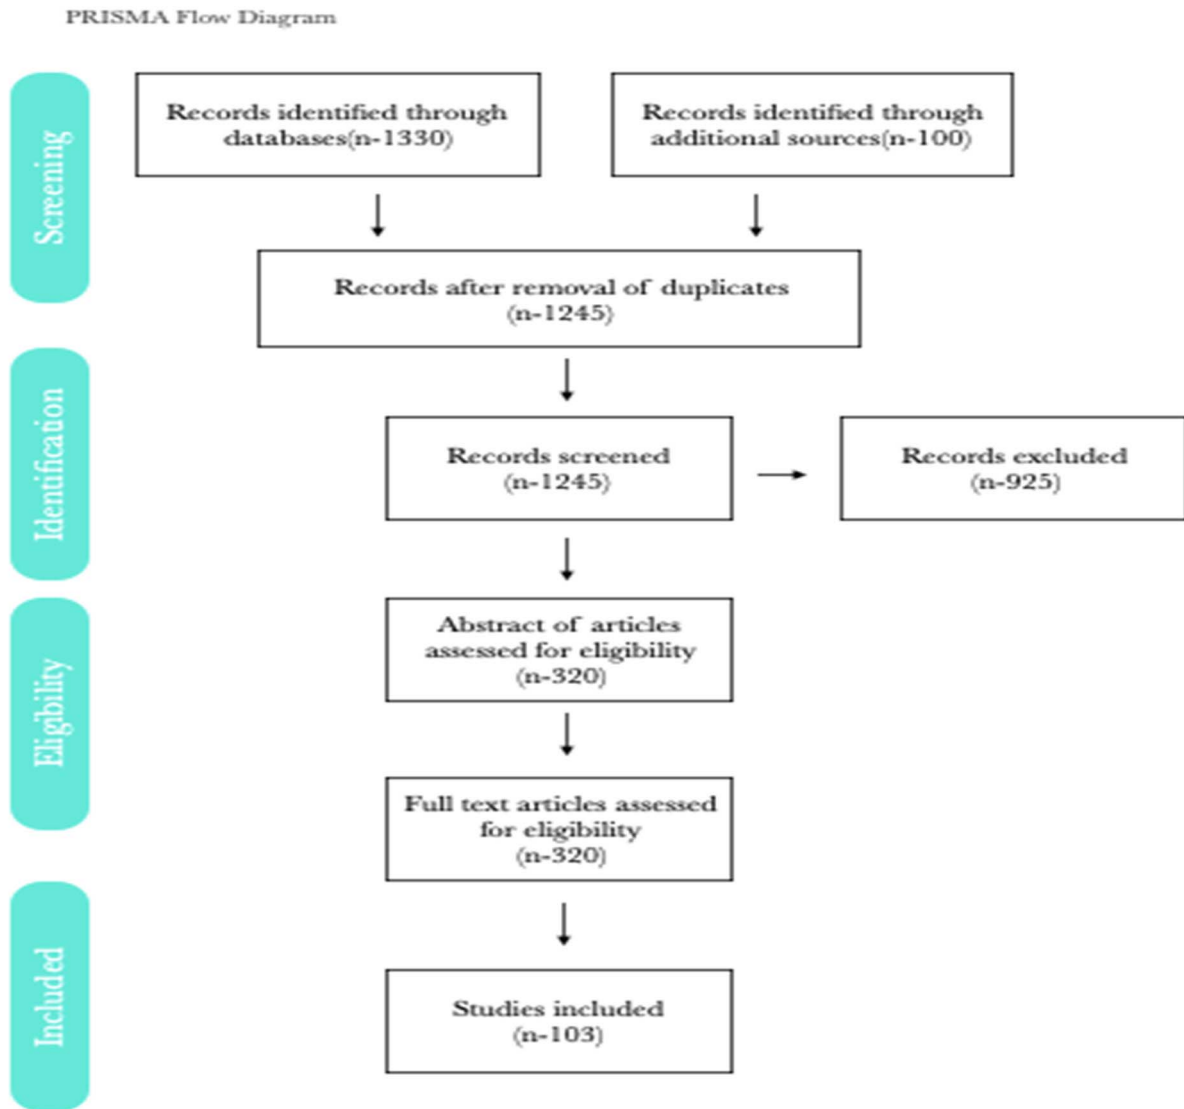 PRISMA Flow Diagram
Screening
Records identified through
databases(n-1330)
Records identified through
additional sources(n-100)
Records after removal of duplicates
(n-1245)
Identification
Records screened
(n-1245)
Records excluded
(n-925)
Eligibility
Abstract of articles
assessed for eligibility
(n-320)
Full text articles assessed
for eligibility
(n-320)
Included
Studies included
(n-103)